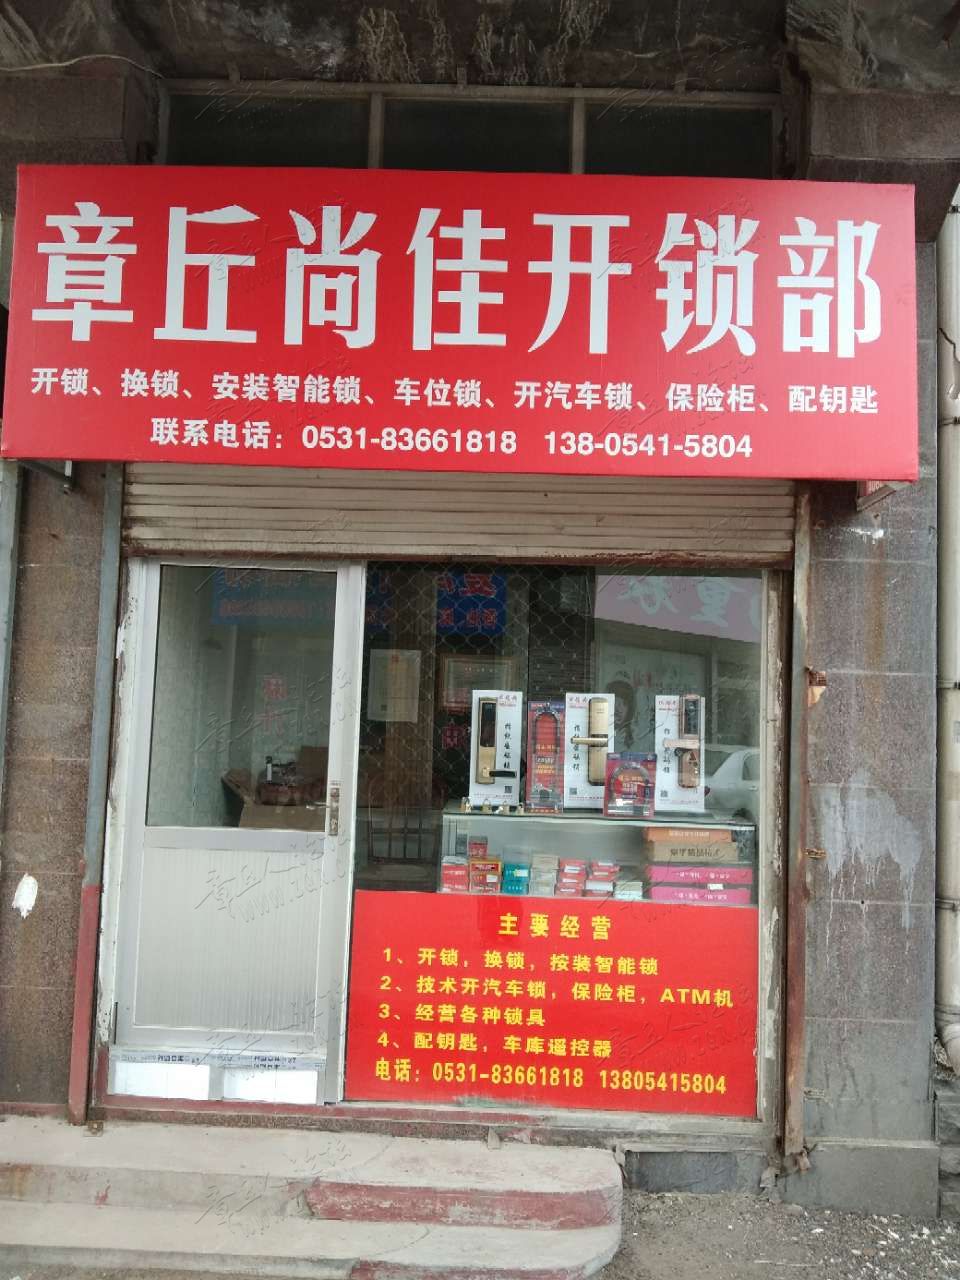 章丘尚佳开锁部
开锁、换锁、安装智能锁、车位锁、开汽车锁、保险柜、配钥匙
联系电话：0531-83661818 138-0541-5804
主要经营
1、开锁，换锁，按装智能锁
2、技术开汽车锁，保险柜，ATM机
3、经营各种锁具
4、配钥匙，车库遥控器
电话：0531-83661818 13805415804